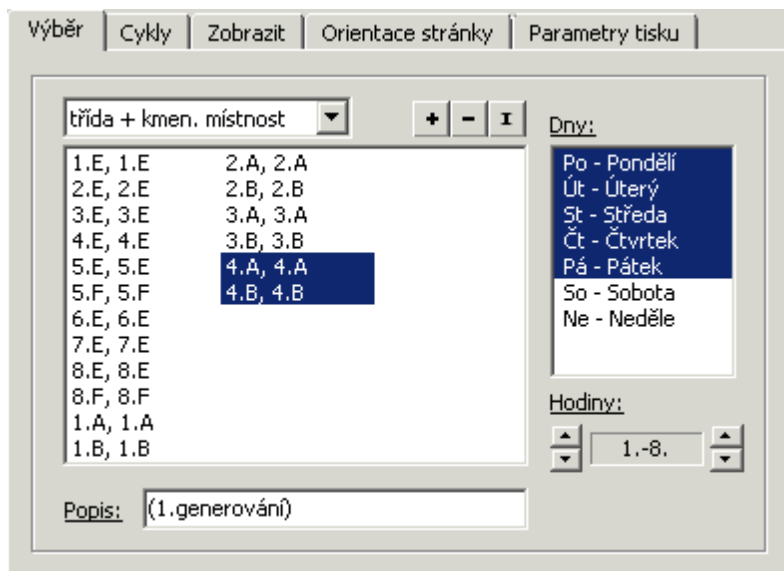 Výběr Cykly Zobrazit Orientace stránky Parametry tisku
třída + kmen. místnost + - I
1.E, 1.E
2.E, 2.E
3.E, 3.E
4.E, 4.E
5.E, 5.E
5.F, 5.F
6.E, 6.E
7.E, 7.E
8.E, 8.E
8.F, 8.F
1.A, 1.A
1.B, 1.B
2.A, 2.A
2.B, 2.B
3.A, 3.A
3.B, 3.B
4.A, 4.A
4.B, 4.B
Dny:
Po - Pondělí
Út - Úterý
St - Středa
Čt - Čtvrtek
Pá - Pátek
So - Sobota
Ne - Neděle
Hodiny:
1.-8.
Popis: (1.generování)